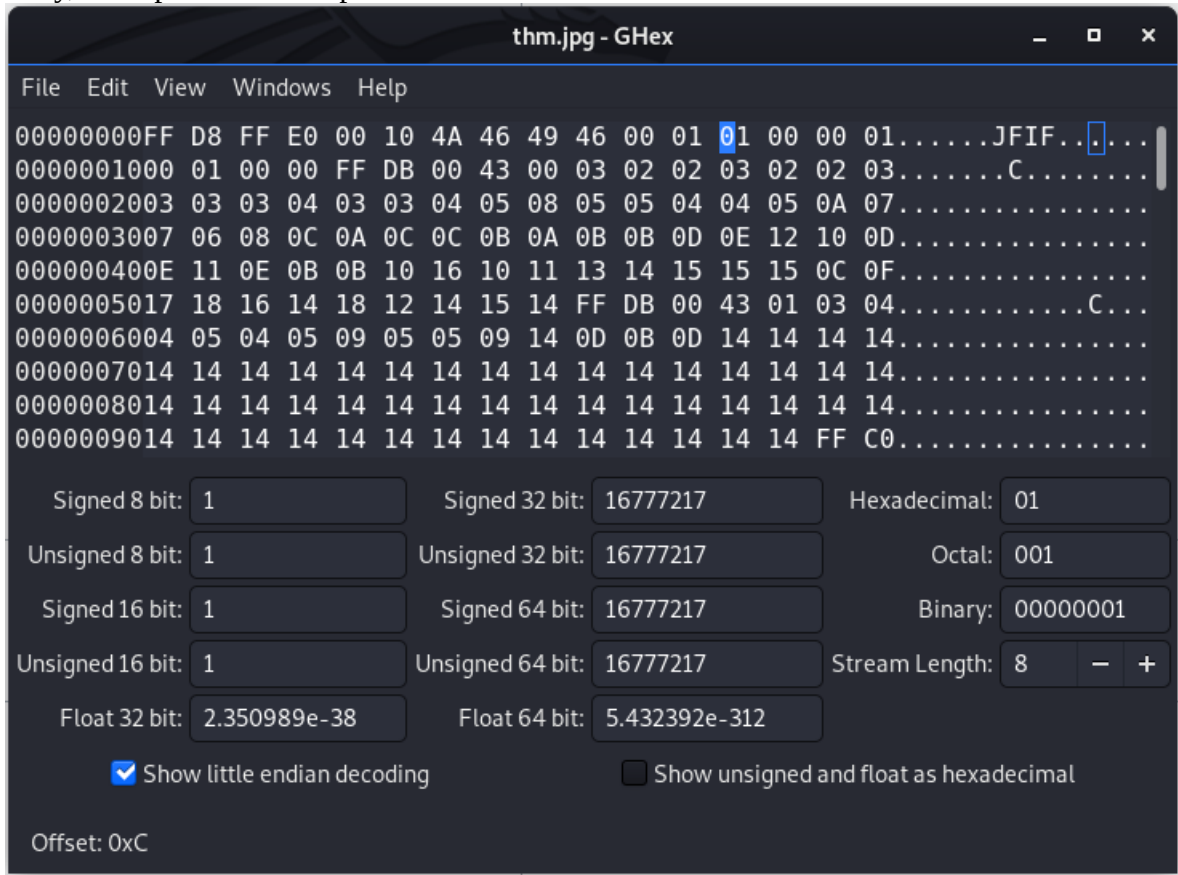 thm.jpg - GHex
File Edit View Windows Help
00000000FF D8 FF E0 00 10 4A 46 49 46 00 01 01 00 00 01......JFIF......
0000001000 01 00 00 FF DB 00 43 00 03 02 02 03 02 02 03.......C........
0000002003 03 03 04 03 03 04 05 08 05 05 04 04 05 0A 07................
0000003007 06 08 0C 0A 0C 0C 0B 0A 0B 0B 0D 0E 12 10 0D................
000000400E 11 0E 0B 0B 10 16 10 11 13 14 15 15 15 0C 0F................
0000005017 18 16 14 18 12 14 15 14 FF DB 00 43 01 03 04............C...
0000006004 05 04 05 09 05 05 09 14 0D 0B 0D 14 14 14 14................
0000007014 14 14 14 14 14 14 14 14 14 14 14 14 14 14 14................
0000008014 14 14 14 14 14 14 14 14 14 14 14 14 14 14 14................
0000009014 14 14 14 14 14 14 14 14 14 14 14 14 14 FF C0................
Signed 8 bit: 1 Signed 32 bit: 16777217 Hexadecimal: 01
Unsigned 8 bit: 1 Unsigned 32 bit: 16777217 Octal: 001
Signed 16 bit: 1 Signed 64 bit: 16777217 Binary: 00000001
Unsigned 16 bit: 1 Unsigned 64 bit: 16777217 Stream Length: 8 − +
Float 32 bit: 2.350989e-38 Float 64 bit: 5.432392e-312
Show little endian decoding Show unsigned and float as hexadecimal
Offset: 0xC